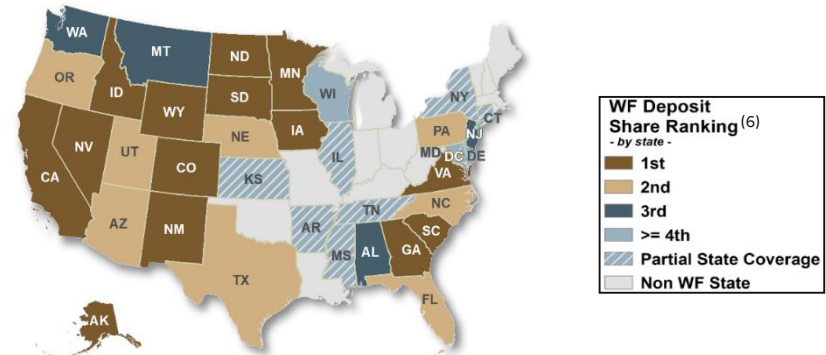 WA
MT
ND
MN
OR
ID
WY
SD
WI
NY
CT
NV
UT
CO
NE
IA
IL
PA
NJ
MD
DC
DE
CA
AZ
NM
KS
VA
NC
AR
TN
SC
MS
AL
GA
TX
FL
AK
WF Deposit
Share Ranking(6)
- by state -
1st
2nd
3rd
>= 4th
Partial State Coverage
Non WF State